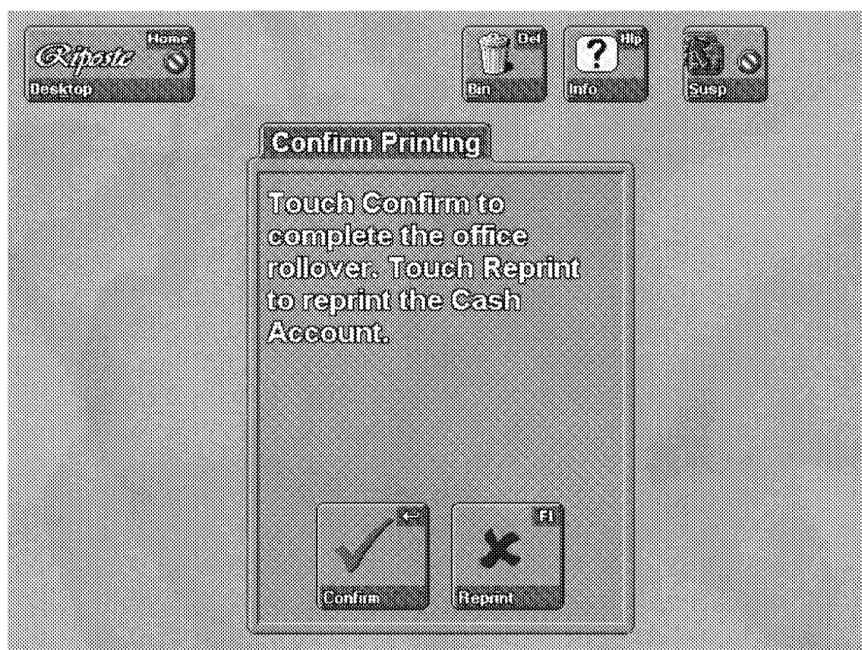 Riposte Home
Desktop
Del
Bin
Hlp
?
Info
Susp
Confirm Printing
Touch Confirm to
complete the office
rollover. Touch Reprint
to reprint the Cash
Account.
Confirm
F1
Reprint